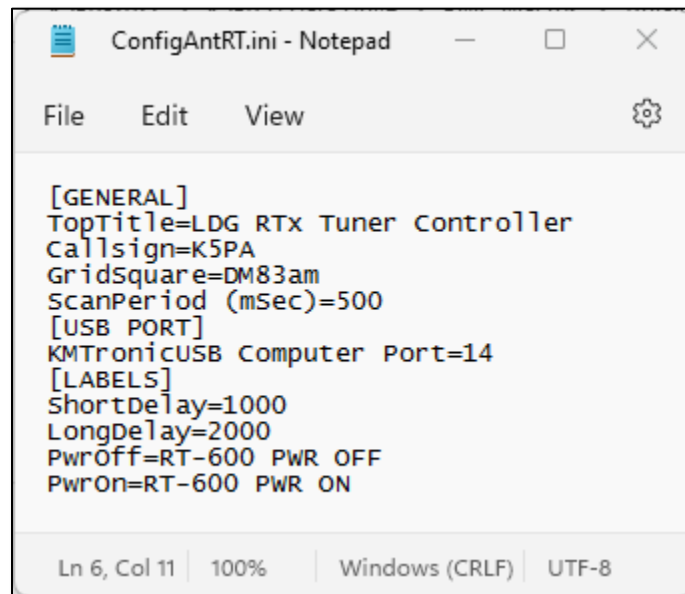 ConfigAntRT.ini - Notepad
File Edit View
[GENERAL]
TopTitle=LDG RTx Tuner Controller
Callsign=K5PA
GridSquare=DM83am
ScanPeriod (mSec)=500
[USB PORT]
KMTronicUSB Computer Port=14
[LABELS]
ShortDelay=1000
LongDelay=2000
PwrOff=RT-600 PWR OFF
PwrOn=RT-600 PWR ON
Ln 6, Col 11 100% Windows (CRLF) UTF-8